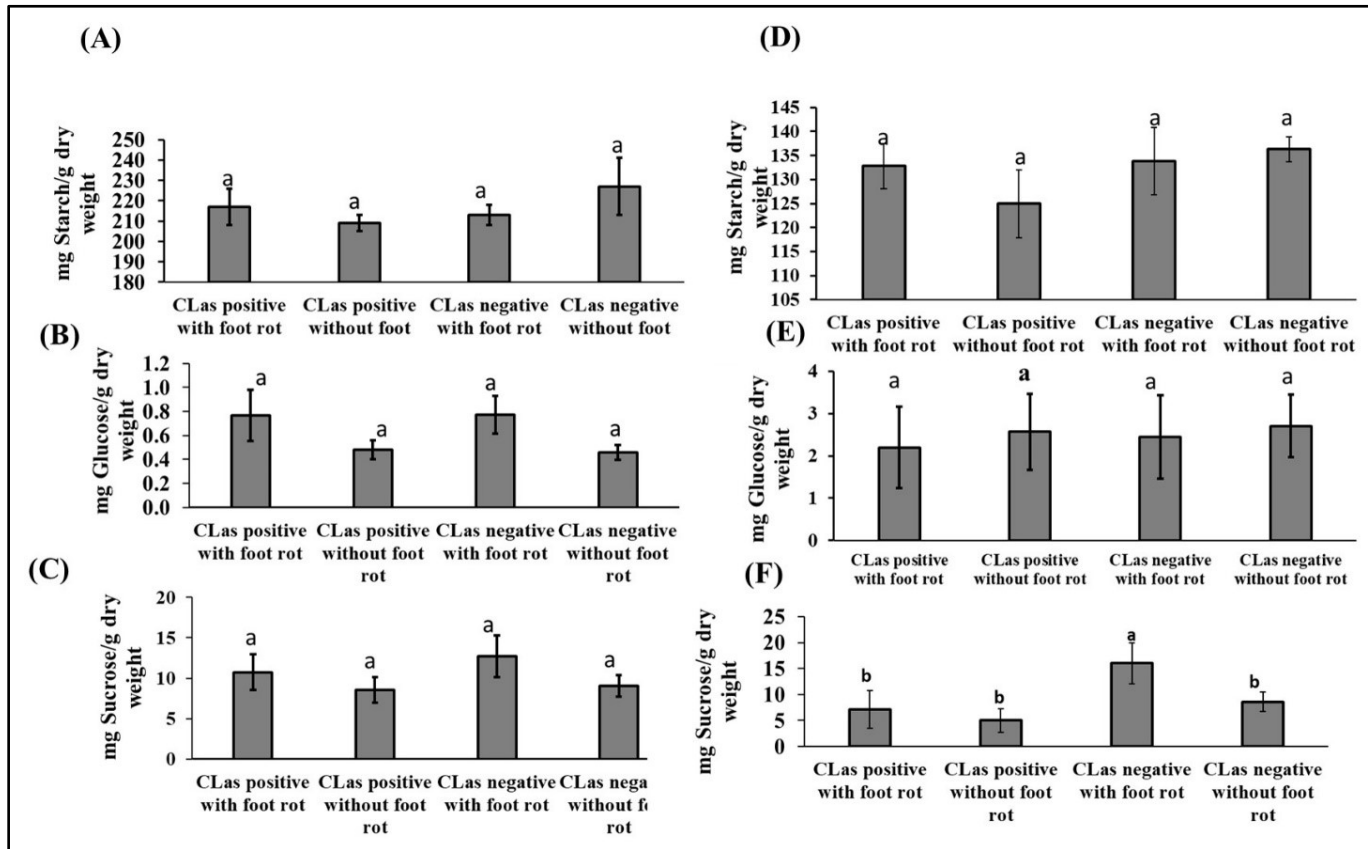 (A)
mg Starch/g dry
weight
250
240
230
220
210
200
190
180
a
a
a
a
CLas positive
with foot rot
CLas positive
without foot
CLas negative
with foot rot
CLas negative
without foot
(B)
mg Glucose/g dry
weight
1.2
1.0
0.8
0.6
0.4
0.2
0.0
a
a
a
a
CLas positive
with foot rot
CLas positive
without foot
rot
CLas negative
with foot rot
CLas negative
without foot
rot
(C)
mg Sucrose/g dry
weight
20
15
10
5
0
a
a
a
a
CLas positive
with foot rot
CLas positive
without foot
rot
CLas negative
with foot rot
CLas nega
without f
rot
(D)
mg Starch/g dry
weight
145
140
135
130
125
120
115
110
105
a
a
a
a
CLas positive
with foot rot
CLas positive
without foot rot
CLas negative
with foot rot
CLas negative
without foot rot
(E)
mg Glucose/g dry
weight
4
3
2
1
0
a
a
a
a
CLas positive
with foot rot
CLas positive
without foot rot
CLas negative
with foot rot
CLas negative
without foot rot
(F)
mg Sucrose/g dry
weight
25
20
15
10
5
0
b
b
a
b
CLas positive
with foot rot
CLas positive
without foot
rot
CLas negative
with foot rot
CLas negative
without foot
rot